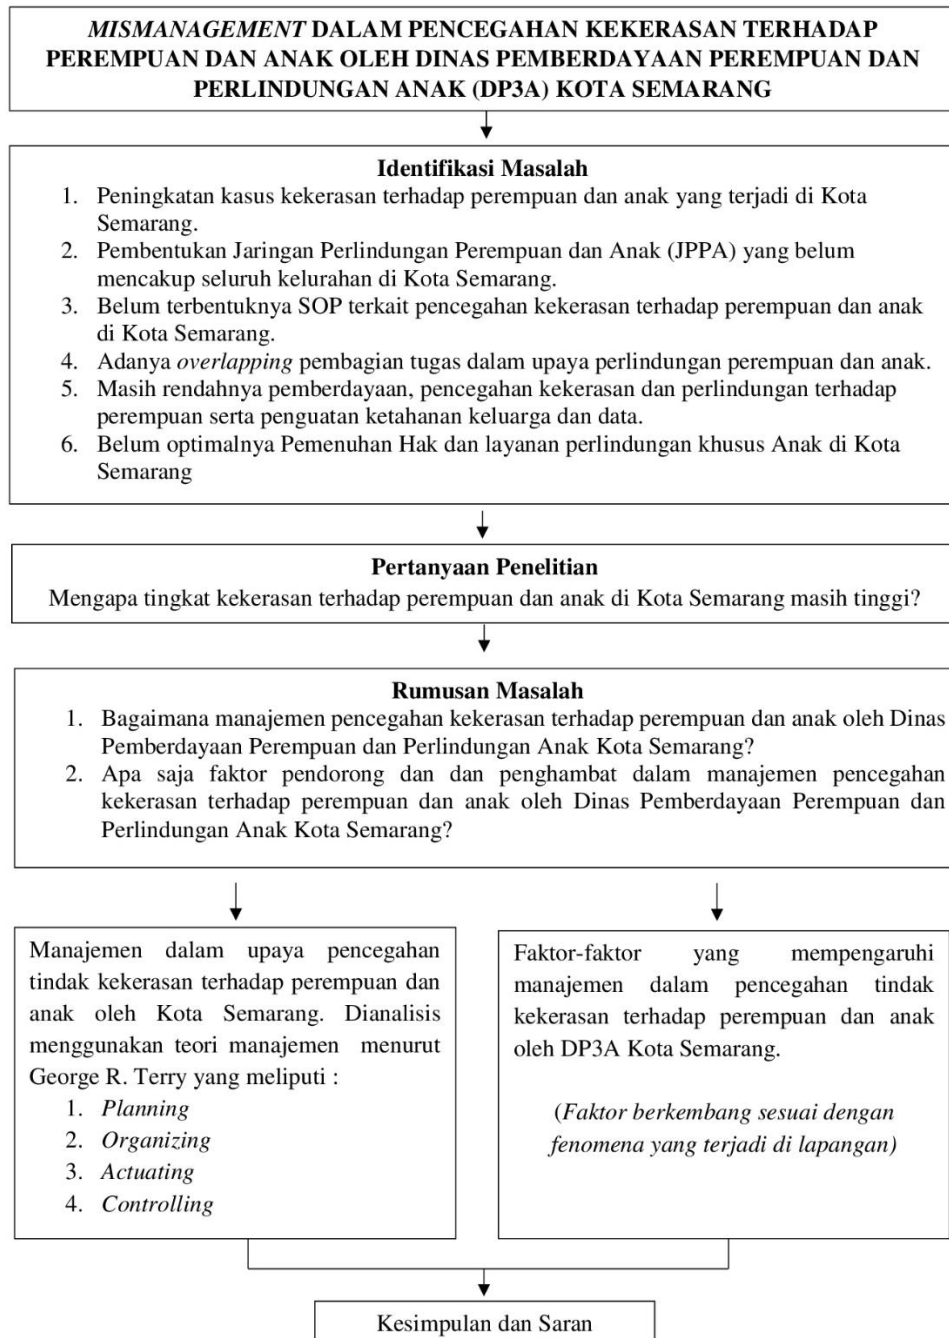 MISMANAGEMENT DALAM PENCEGAHAN KEKERASAN TERHADAP
PEREMPUAN DAN ANAK OLEH DINAS PEMBERDAYAAN PEREMPUAN DAN
PERLINDUNGAN ANAK (DP3A) KOTA SEMARANG
Identifikasi Masalah
1. Peningkatan kasus kekerasan terhadap perempuan dan anak yang terjadi di Kota
Semarang.
2. Pembentukan Jaringan Perlindungan Perempuan dan Anak (JPPA) yang belum
mencakup seluruh kelurahan di Kota Semarang.
3. Belum terbentuknya SOP terkait pencegahan kekerasan terhadap perempuan dan anak
di Kota Semarang.
4. Adanya overlapping pembagian tugas dalam upaya perlindungan perempuan dan anak.
5. Masih rendahnya pemberdayaan, pencegahan kekerasan dan perlindungan terhadap
perempuan serta penguatan ketahanan keluarga dan data.
6. Belum optimalnya Pemenuhan Hak dan layanan perlindungan khusus Anak di Kota
Semarang
Pertanyaan Penelitian
Mengapa tingkat kekerasan terhadap perempuan dan anak di Kota Semarang masih tinggi?
Rumusan Masalah
1. Bagaimana manajemen pencegahan kekerasan terhadap perempuan dan anak oleh Dinas
Pemberdayaan Perempuan dan Perlindungan Anak Kota Semarang?
2. Apa saja faktor pendorong dan dan penghambat dalam manajemen pencegahan
kekerasan terhadap perempuan dan anak oleh Dinas Pemberdayaan Perempuan dan
Perlindungan Anak Kota Semarang?
Manajemen dalam upaya pencegahan
tindak kekerasan terhadap perempuan dan
anak oleh Kota Semarang. Dianalisis
menggunakan teori manajemen menurut
George R. Terry yang meliputi :
1. Planning
2. Organizing
3. Actuating
4. Controlling
Faktor-faktor yang mempengaruhi
manajemen dalam pencegahan tindak
kekerasan terhadap perempuan dan anak
oleh DP3A Kota Semarang.
(Faktor berkembang sesuai dengan
fenomena yang terjadi di lapangan)
Kesimpulan dan Saran